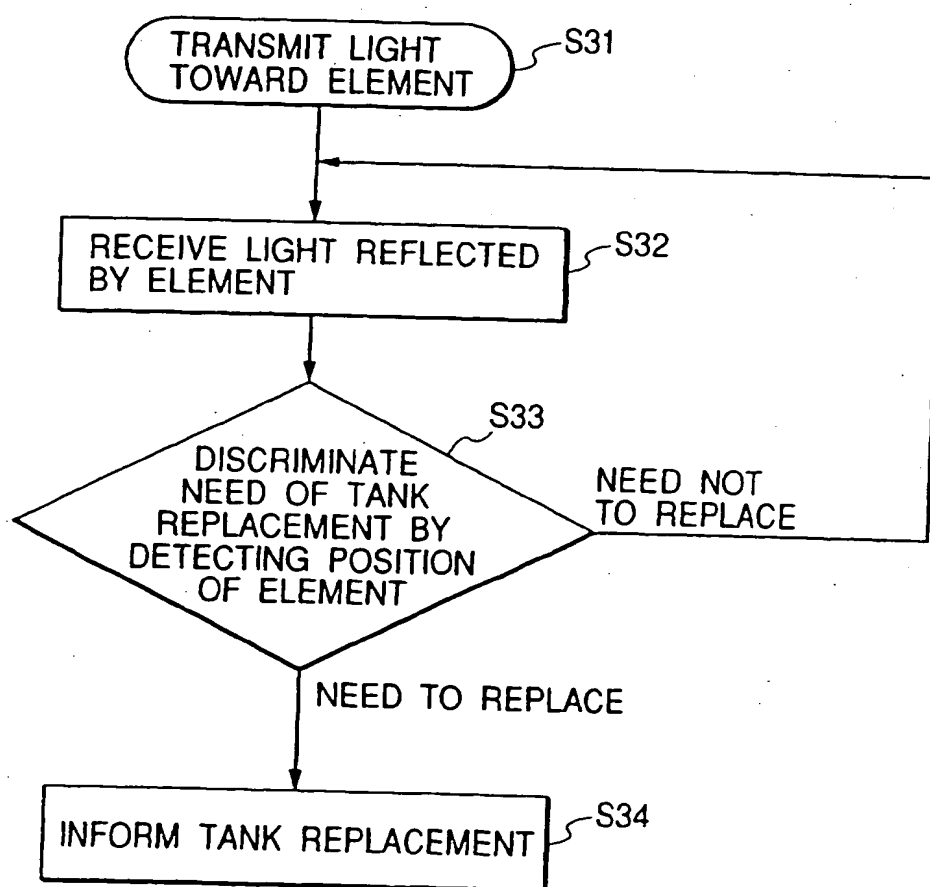 TRANSMIT LIGHT
TOWARD ELEMENT
S31
RECEIVE LIGHT REFLECTED
BY ELEMENT
S32
S33
DISCRIMINATE
NEED OF TANK
REPLACEMENT BY
DETECTING POSITION
OF ELEMENT
NEED NOT
TO REPLACE
NEED TO REPLACE
INFORM TANK REPLACEMENT
S34